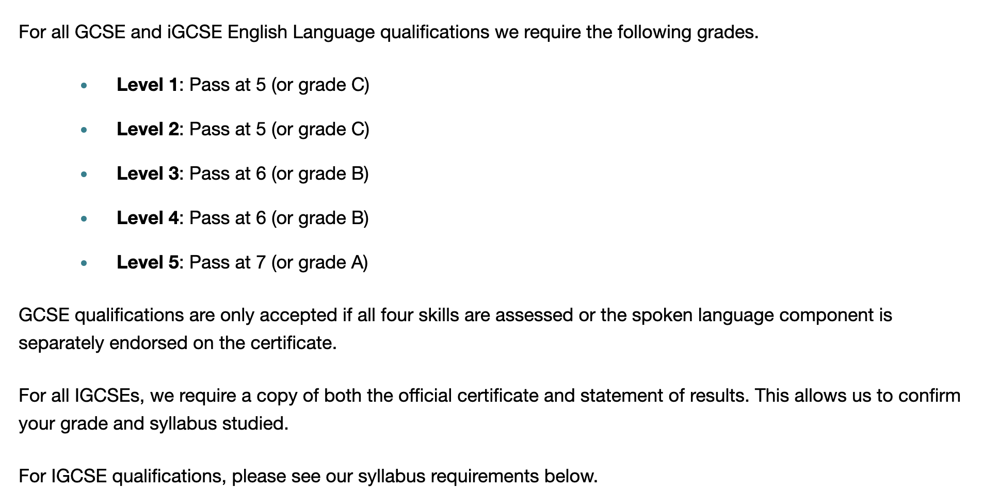 For all GCSE and iGCSE English Language qualifications we require the following grades.
• Level 1: Pass at 5 (or grade C)
• Level 2: Pass at 5 (or grade C)
• Level 3: Pass at 6 (or grade B)
• Level 4: Pass at 6 (or grade B)
• Level 5: Pass at 7 (or grade A)
GCSE qualifications are only accepted if all four skills are assessed or the spoken language component is
separately endorsed on the certificate.
For all IGCSEs, we require a copy of both the official certificate and statement of results. This allows us to confirm
your grade and syllabus studied.
For IGCSE qualifications, please see our syllabus requirements below.